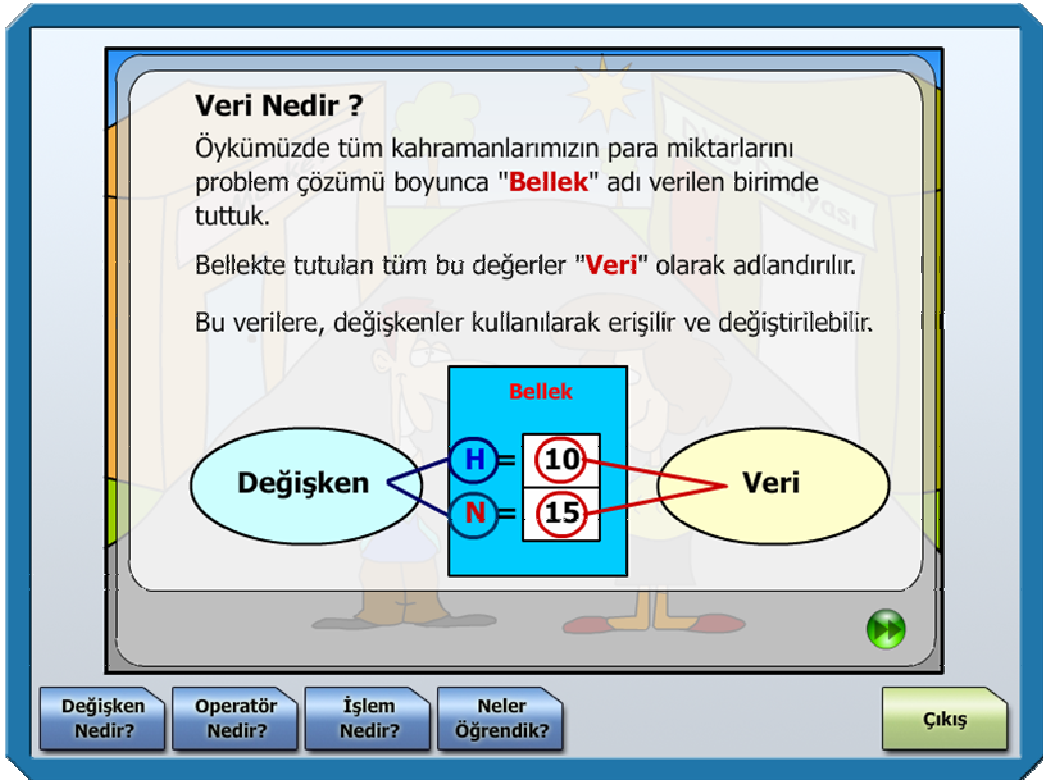 Veri Nedir ?
Öykümüzde tüm kahramanlarımızın para miktarlarını
problem çözümü boyunca "Bellek" adı verilen birimde
tuttuk.
Bellekte tutulan tüm bu değerler "Veri" olarak adlandırılır.
Bu verilere, değişkenler kullanılarak erişilir ve değiştirilebilir.
Bellek
Değişken
H = 10
N = 15
Veri
Değişken
Nedir?
Operatör
Nedir?
İşlem
Nedir?
Neler
Öğrendik?
Çıkış